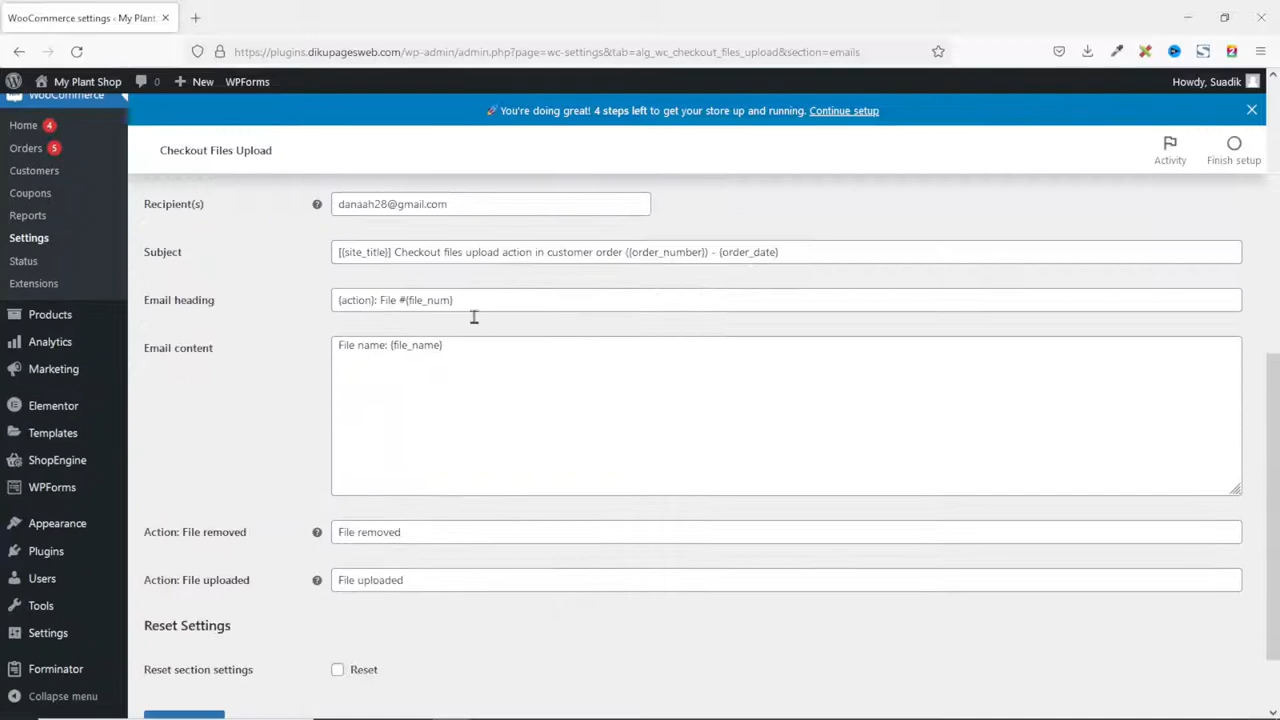 WooCommerce settings ‹ My Plant
https://plugins.dikupagesweb.com/wp-admin/admin.php?page=wc-settings&tab=alg_wc_checkout_files_upload&section=emails
My Plant Shop
0
New
WPForms
Howdy, Suadik
WooCommerce
Home 4
Orders 5
Customers
Coupons
Reports
Settings
Status
Extensions
Products
Analytics
Marketing
Elementor
Templates
ShopEngine
WPForms
Appearance
Plugins
Users
Tools
Settings
Forminator
Collapse menu
🎉 You're doing great! 4 steps left to get your store up and running. Continue setup
Checkout Files Upload
Activity
Finish setup
Recipient(s)
danaah28@gmail.com
Subject
[{site_title}] Checkout files upload action in customer order ({order_number}) - {order_date}
Email heading
{action}: File #{file_num}
Email content
File name: {file_name}
Action: File removed
File removed
Action: File uploaded
File uploaded
Reset Settings
Reset section settings
Reset